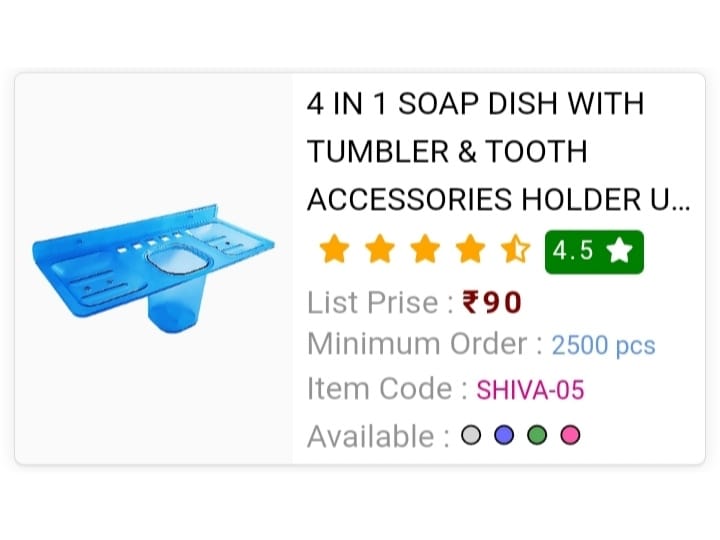 4 IN 1 SOAP DISH WITH
TUMBLER & TOOTH
ACCESSORIES HOLDER U...
4.5
List Prise : ₹90
Minimum Order : 2500 pcs
Item Code : SHIVA-05
Available :